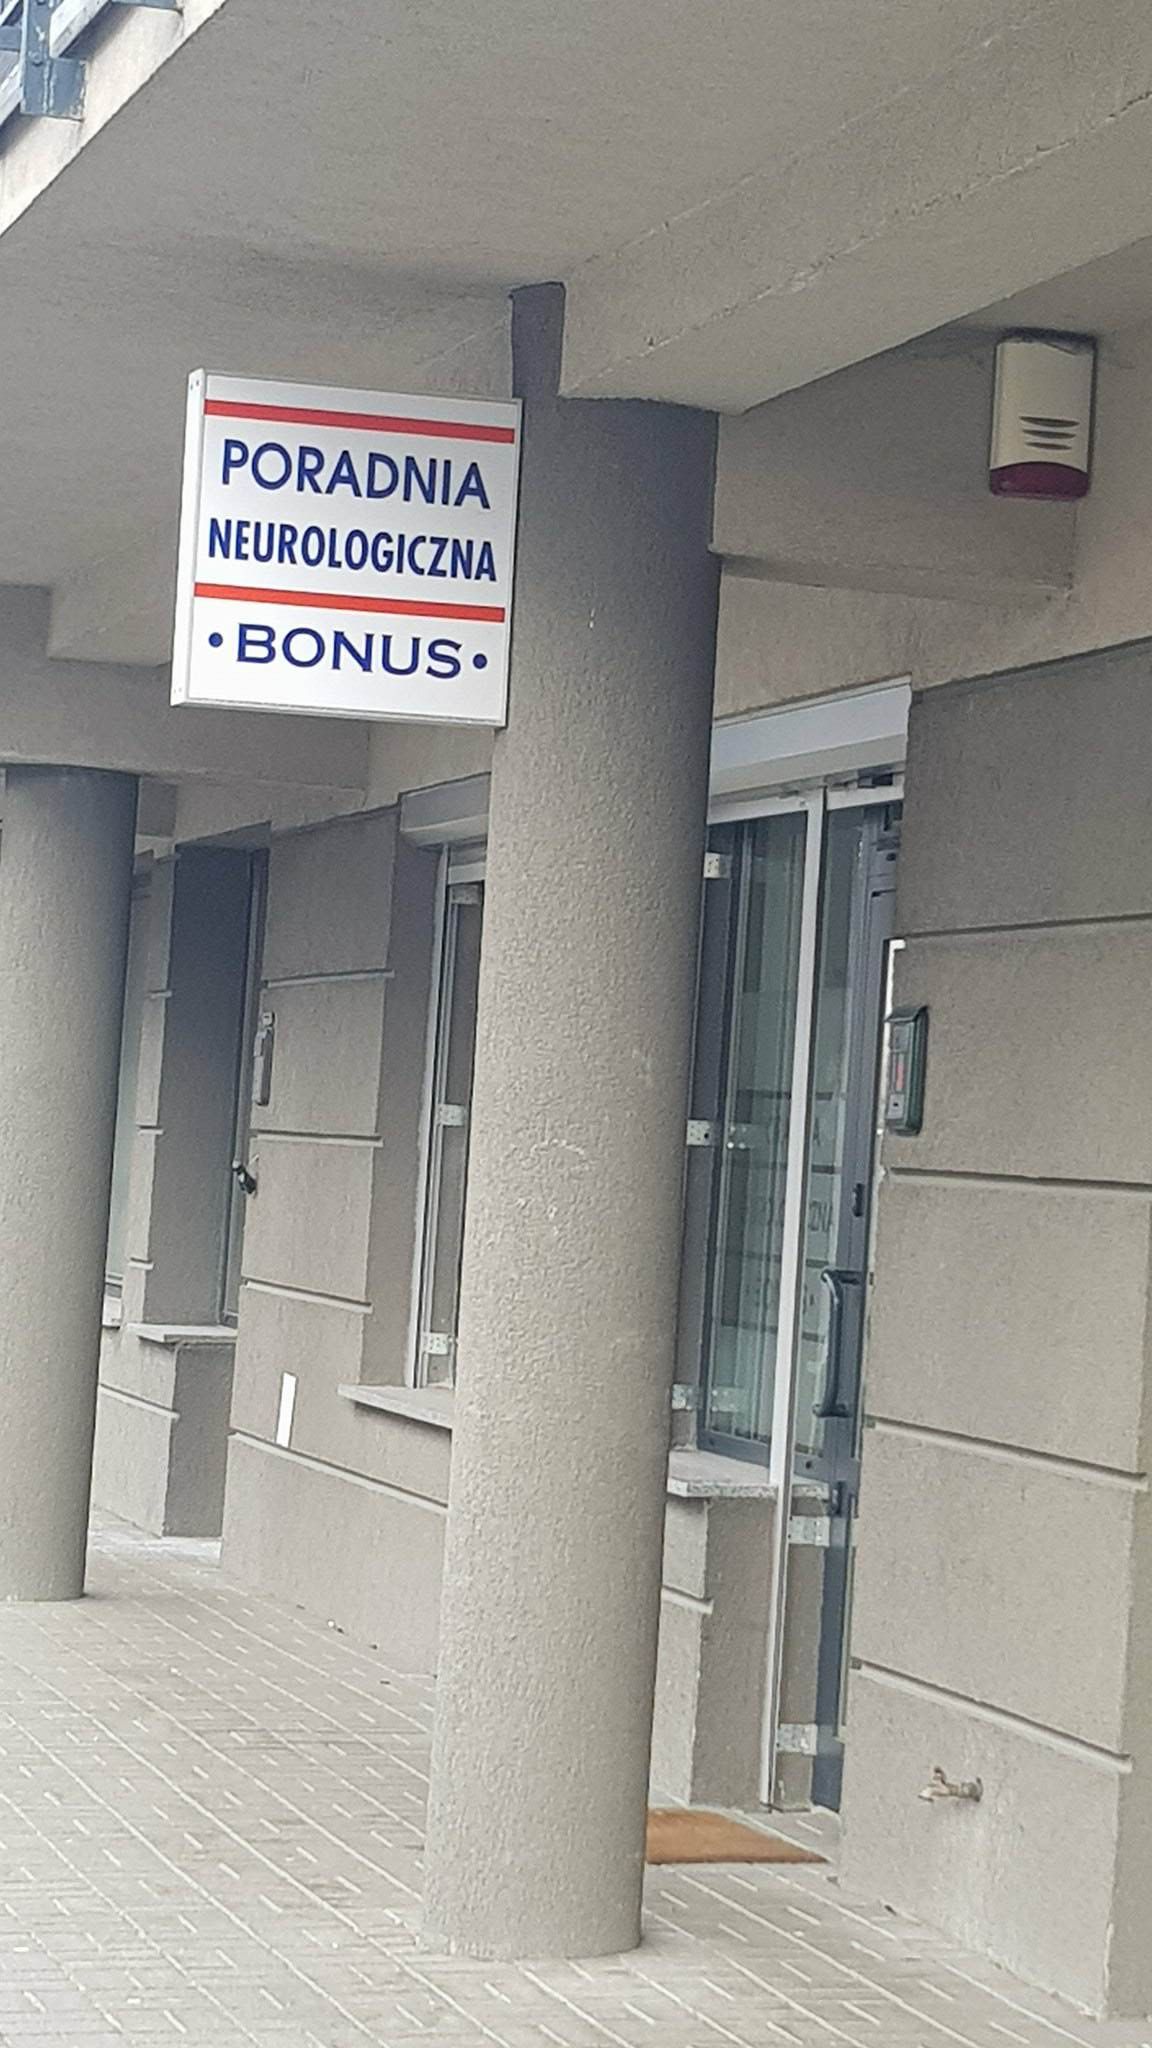 PORADNIA
NEUROLOGICZNA
• BONUS •